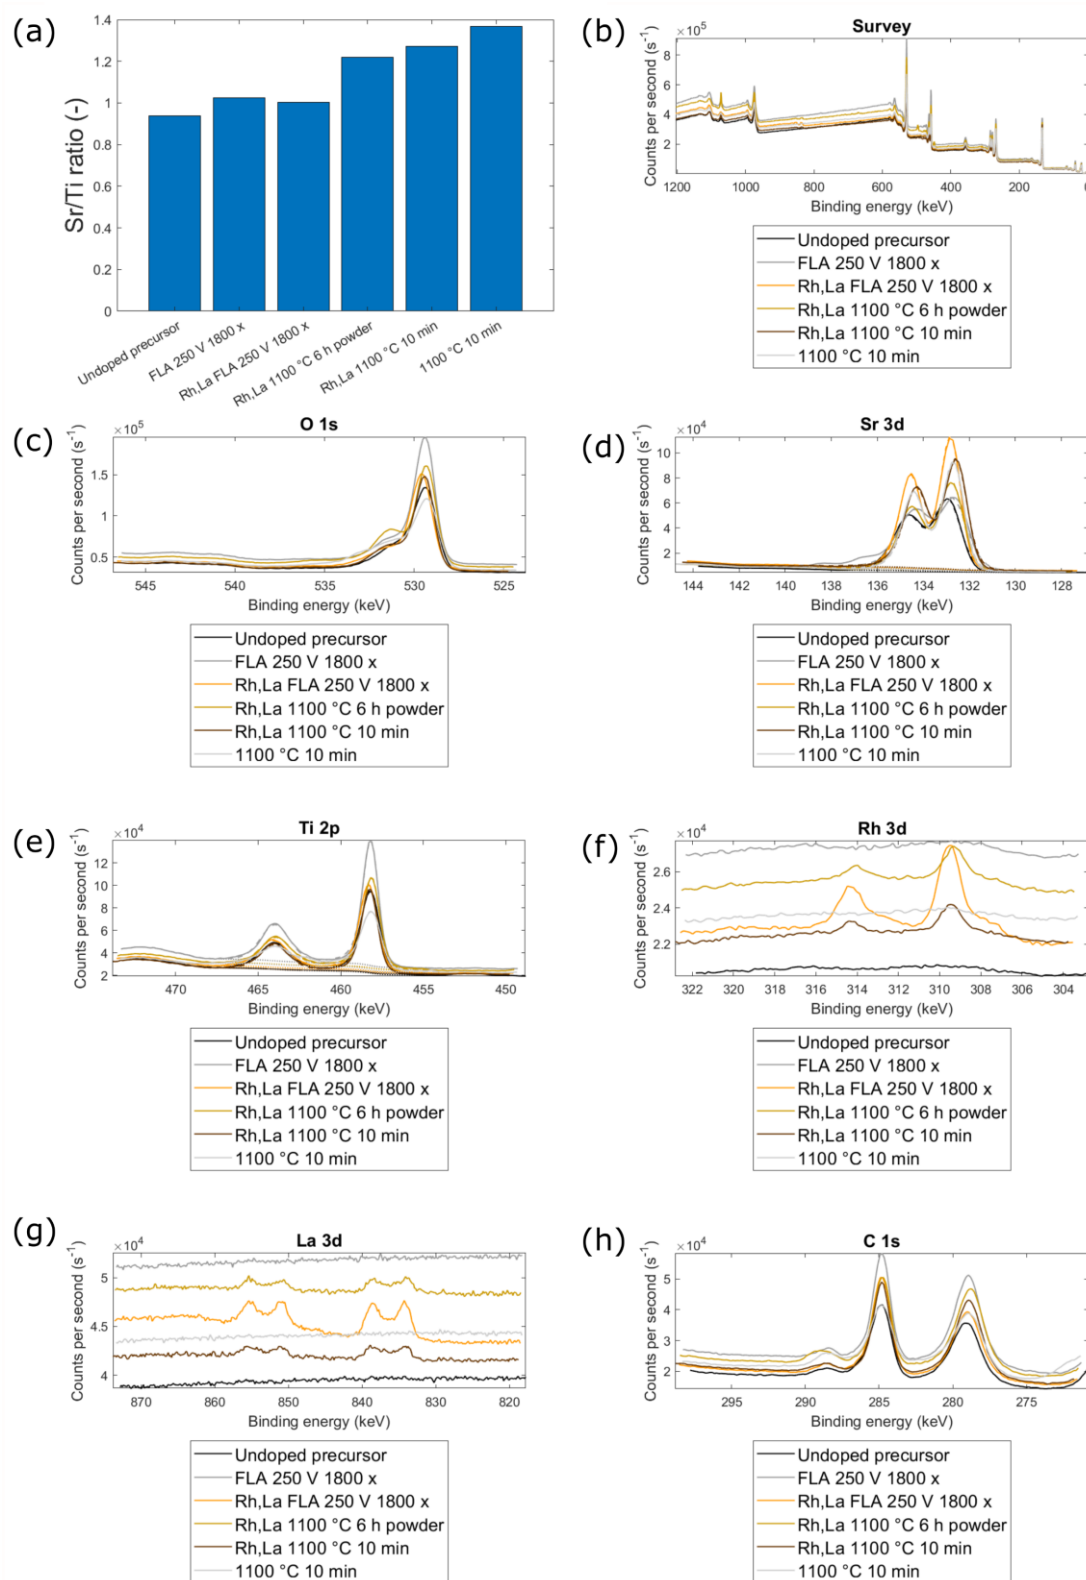 (a)
Sr/Ti ratio (-)
1.4
1.2
1
0.8
0.6
0.4
0.2
0
Undoped precursor
FLA 250 V 1800 x
Rh,La FLA 250 V 1800 x
Rh,La 1100 °C 6 h powder
Rh,La 1100 °C 10 min
1100 °C 10 min
(b)
Survey
×10⁵
Counts per second (s⁻¹)
8
6
4
2
1200 1000 800 600 400 200 0
Binding energy (keV)
Undoped precursor
FLA 250 V 1800 x
Rh,La FLA 250 V 1800 x
Rh,La 1100 °C 6 h powder
Rh,La 1100 °C 10 min
1100 °C 10 min
(c)
O 1s
×10⁵
Counts per second (s⁻¹)
1.5
1
0.5
545 540 535 530 525
Binding energy (keV)
Undoped precursor
FLA 250 V 1800 x
Rh,La FLA 250 V 1800 x
Rh,La 1100 °C 6 h powder
Rh,La 1100 °C 10 min
1100 °C 10 min
(d)
Sr 3d
×10⁴
Counts per second (s⁻¹)
10
8
6
4
2
144 142 140 138 136 134 132 130 128
Binding energy (keV)
Undoped precursor
FLA 250 V 1800 x
Rh,La FLA 250 V 1800 x
Rh,La 1100 °C 6 h powder
Rh,La 1100 °C 10 min
1100 °C 10 min
(e)
Ti 2p
×10⁴
Counts per second (s⁻¹)
12
10
8
6
4
2
470 465 460 455 450
Binding energy (keV)
Undoped precursor
FLA 250 V 1800 x
Rh,La FLA 250 V 1800 x
Rh,La 1100 °C 6 h powder
Rh,La 1100 °C 10 min
1100 °C 10 min
(f)
Rh 3d
×10⁴
Counts per second (s⁻¹)
2.6
2.4
2.2
322 320 318 316 314 312 310 308 306 304
Binding energy (keV)
Undoped precursor
FLA 250 V 1800 x
Rh,La FLA 250 V 1800 x
Rh,La 1100 °C 6 h powder
Rh,La 1100 °C 10 min
1100 °C 10 min
(g)
La 3d
×10⁴
Counts per second (s⁻¹)
5
4.5
4
870 860 850 840 830 820
Binding energy (keV)
Undoped precursor
FLA 250 V 1800 x
Rh,La FLA 250 V 1800 x
Rh,La 1100 °C 6 h powder
Rh,La 1100 °C 10 min
1100 °C 10 min
(h)
C 1s
×10⁴
Counts per second (s⁻¹)
5
4
3
2
295 290 285 280 275
Binding energy (keV)
Undoped precursor
FLA 250 V 1800 x
Rh,La FLA 250 V 1800 x
Rh,La 1100 °C 6 h powder
Rh,La 1100 °C 10 min
1100 °C 10 min